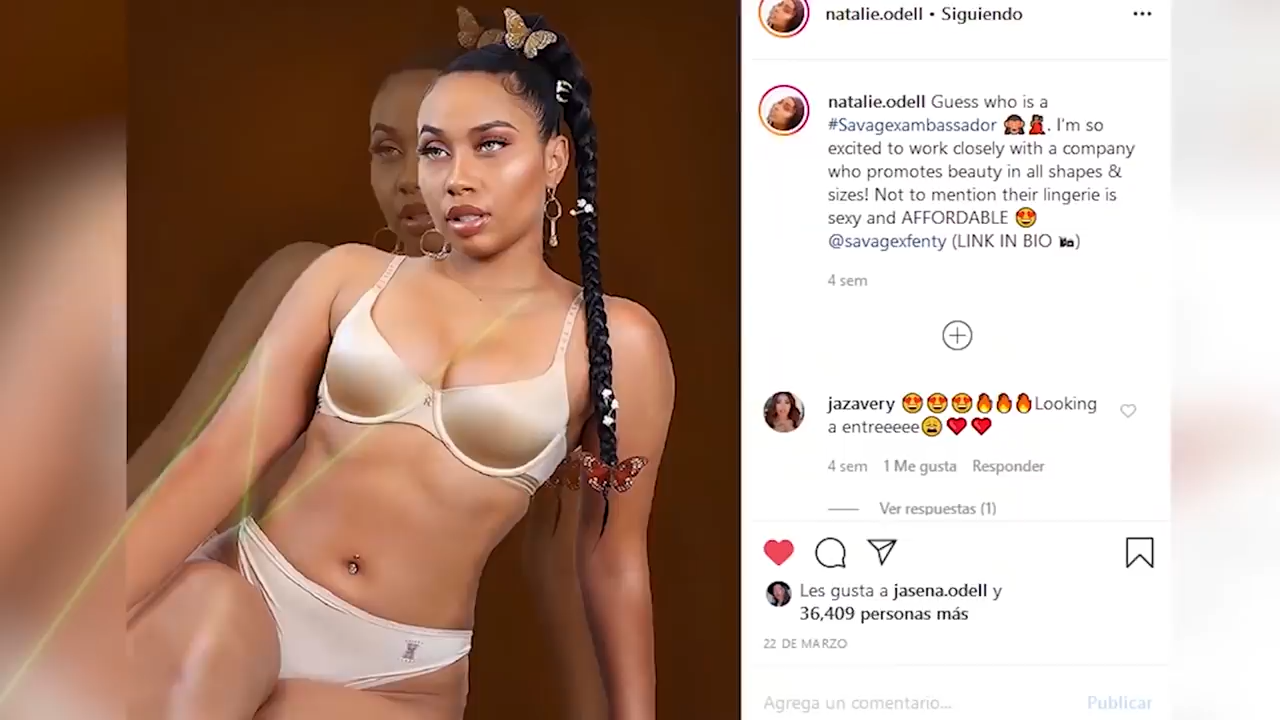 natalie.odell • Siguiendo
natalie.odell Guess who is a
#Savagexambassador 🙈💃. I'm so
excited to work closely with a company
who promotes beauty in all shapes &
sizes! Not to mention their lingerie is
sexy and AFFORDABLE 😍
@savagexfenty (LINK IN BIO )
4 sem
jazavery 😍😍😍🔥🔥🔥Looking
a entreeeee😩❤️❤️
4 sem 1 Me gusta Responder
Ver respuestas (1)
Les gusta a jasena.odell y
36,409 personas más
22 DE MARZO
Agrega un comentario... Publicar